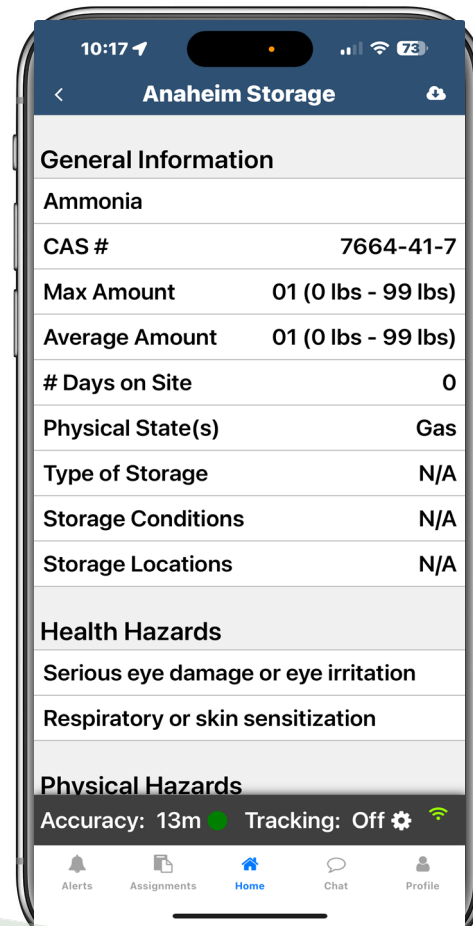 10:17
73
Anaheim Storage
General Information
Ammonia
CAS # 7664-41-7
Max Amount 01 (0 lbs - 99 lbs)
Average Amount 01 (0 lbs - 99 lbs)
# Days on Site 0
Physical State(s) Gas
Type of Storage N/A
Storage Conditions N/A
Storage Locations N/A
Health Hazards
Serious eye damage or eye irritation
Respiratory or skin sensitization
Physical Hazards
Accuracy: 13m Tracking: Off
Alerts Assignments Home Chat Profile